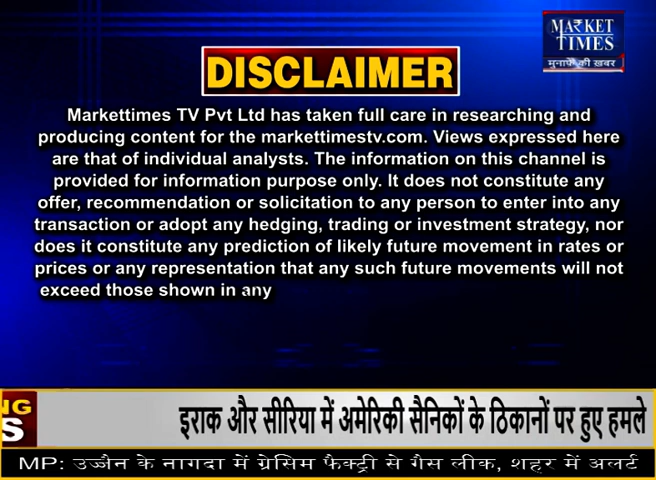 MARKET
TIMES
मुनाफे की ख़बर
DISCLAIMER
Markettimes TV Pvt Ltd has taken full care in researching and
producing content for the markettimestv.com. Views expressed here
are that of individual analysts. The information on this channel is
provided for information purpose only. It does not constitute any
offer, recommendation or solicitation to any person to enter into any
transaction or adopt any hedging, trading or investment strategy, nor
does it constitute any prediction of likely future movement in rates or
prices or any representation that any such future movements will not
exceed those shown in any
NG
S
इराक और सीरिया में अमेरिकी सैनिकों के ठिकानों पर हुए हमले
MP: उज्जैन के नागदा में ग्रेसिम फैक्ट्री से गैस लीक, शहर में अलर्ट